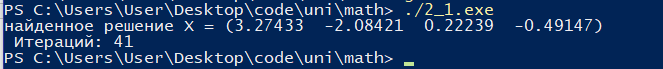 PS C:\Users\User\Desktop\code\uni\math> ./2_1.exe
найденное решение X = (3.27433  -2.08421  0.22239  -0.49147)
 Итераций: 41
PS C:\Users\User\Desktop\code\uni\math>